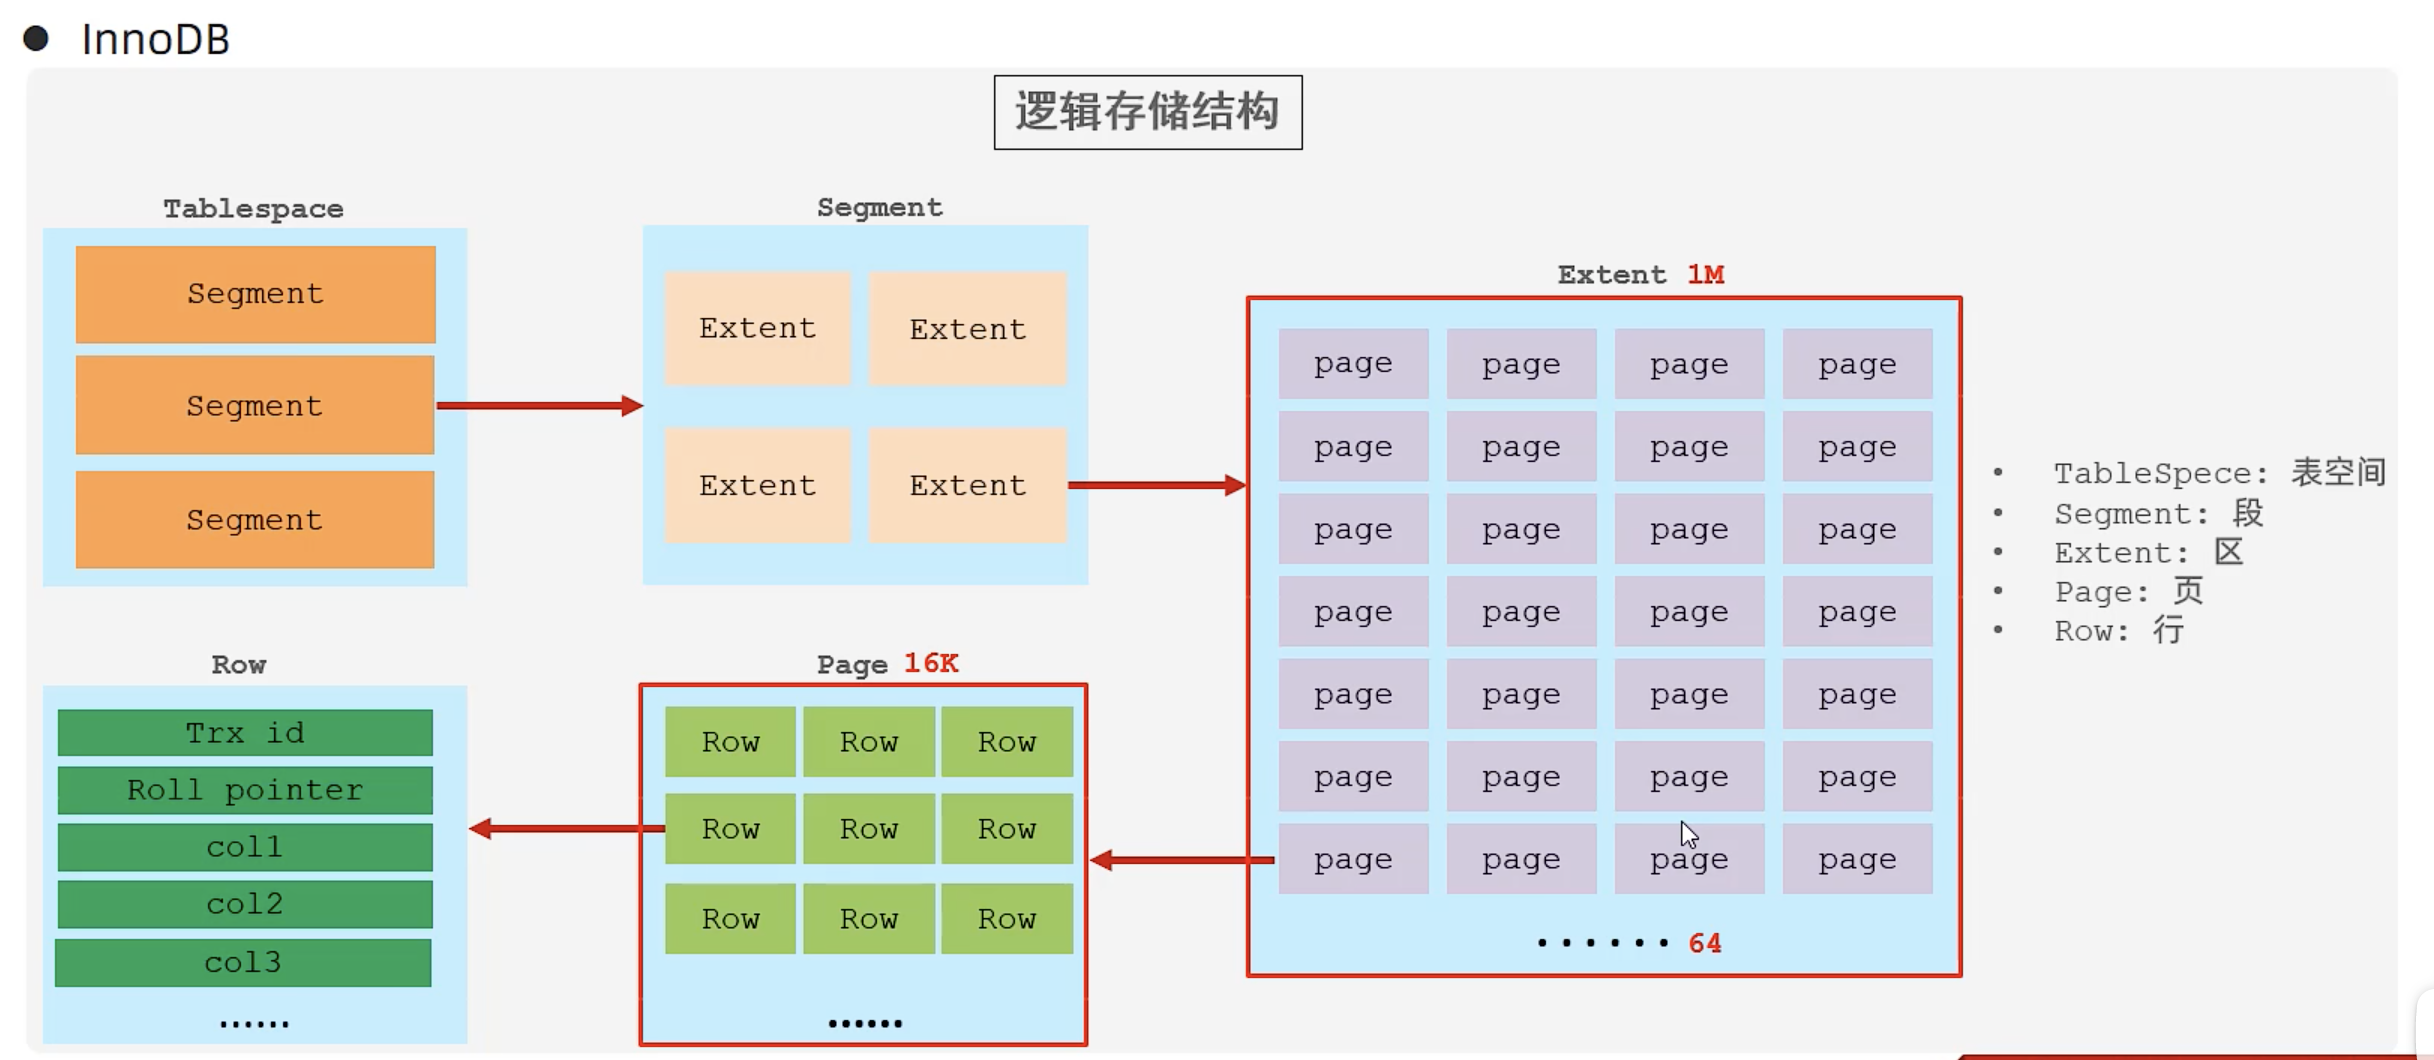 ● InnoDB
逻辑存储结构
Tablespace
Segment
Segment
Segment
Segment
Extent Extent
Extent Extent
Extent 1M
page page page page
page page page page
page page page page
page page page page
page page page page
page page page page
page page page page
······ 64
Page 16K
Row Row Row
Row Row Row
Row Row Row
······
Row
Trx id
Roll pointer
col1
col2
col3
······
• TableSpece: 表空间
• Segment: 段
• Extent: 区
• Page: 页
• Row: 行